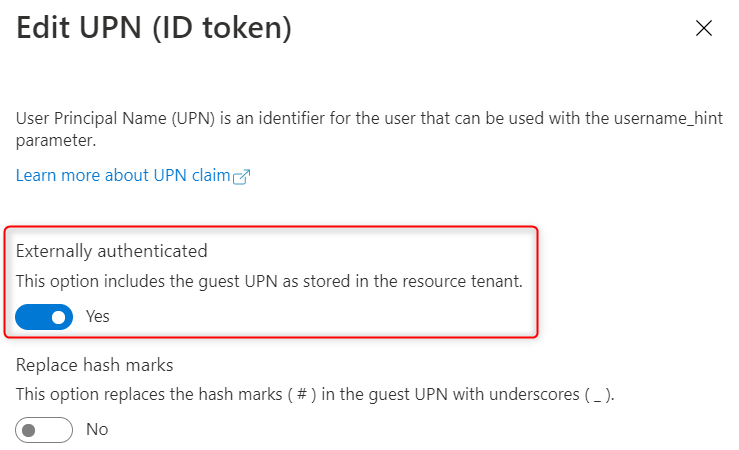 Edit UPN (ID token)
User Principal Name (UPN) is an identifier for the user that can be used with the username_hint
parameter.
Learn more about UPN claim
Externally authenticated
This option includes the guest UPN as stored in the resource tenant.
Yes
Replace hash marks
This option replaces the hash marks ( # ) in the guest UPN with underscores ( _ ).
No